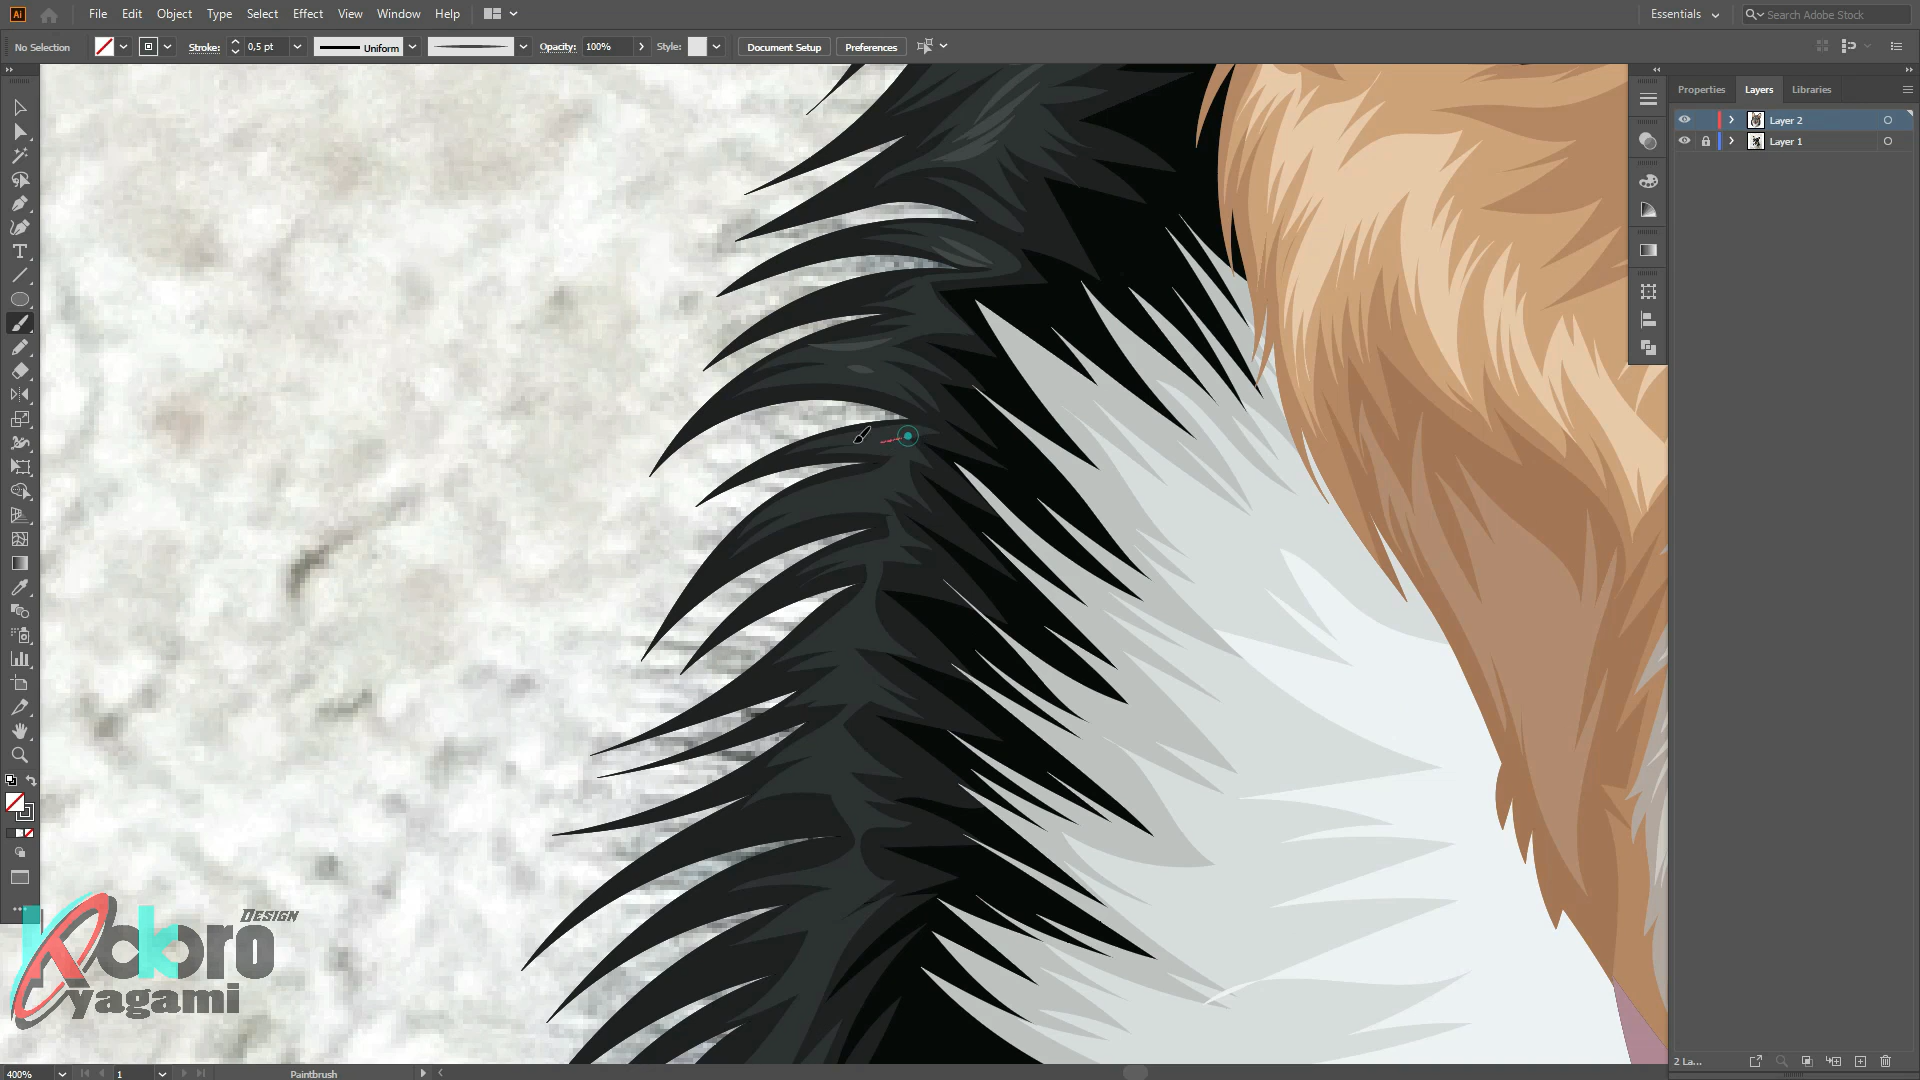 Ai File Edit Object Type Select Effect View Window Help Essentials Search Adobe Stock
No Selection Stroke: 0,5 pt Uniform Opacity: 100% Style: Document Setup Preferences
Properties Layers Libraries
Layer 2
Layer 1
Design
Kokoro
yagami
400% 1 Paintbrush 2 La...